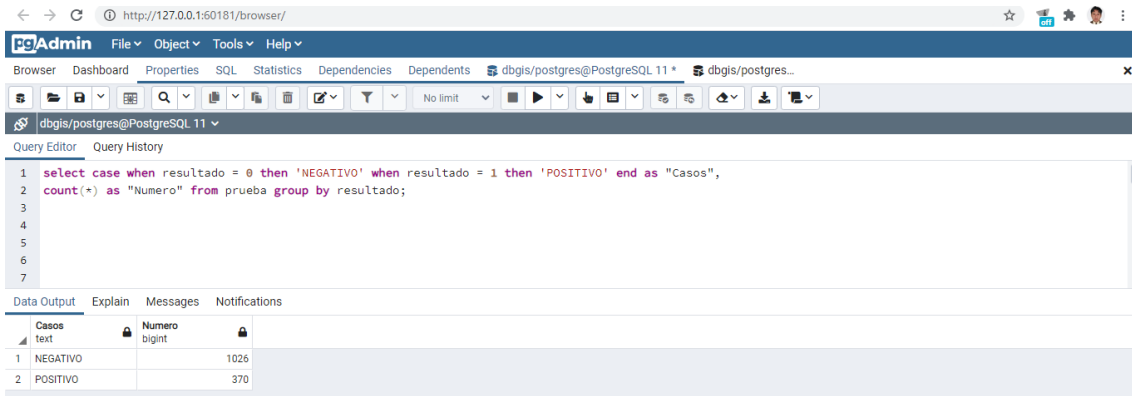 http://127.0.0.1:60181/browser/
off
pgAdmin File Object Tools Help
Browser Dashboard Properties SQL Statistics Dependencies Dependents dbgis/postgres@PostgreSQL 11 * dbgis/postgres...
No limit
dbgis/postgres@PostgreSQL 11
Query Editor Query History
1 select case when resultado = 0 then 'NEGATIVO' when resultado = 1 then 'POSITIVO' end as "Casos",
2 count(*) as "Numero" from prueba group by resultado;
3
4
5
6
7
Data Output Explain Messages Notifications
Casos Numero
text bigint
1 NEGATIVO 1026
2 POSITIVO 370